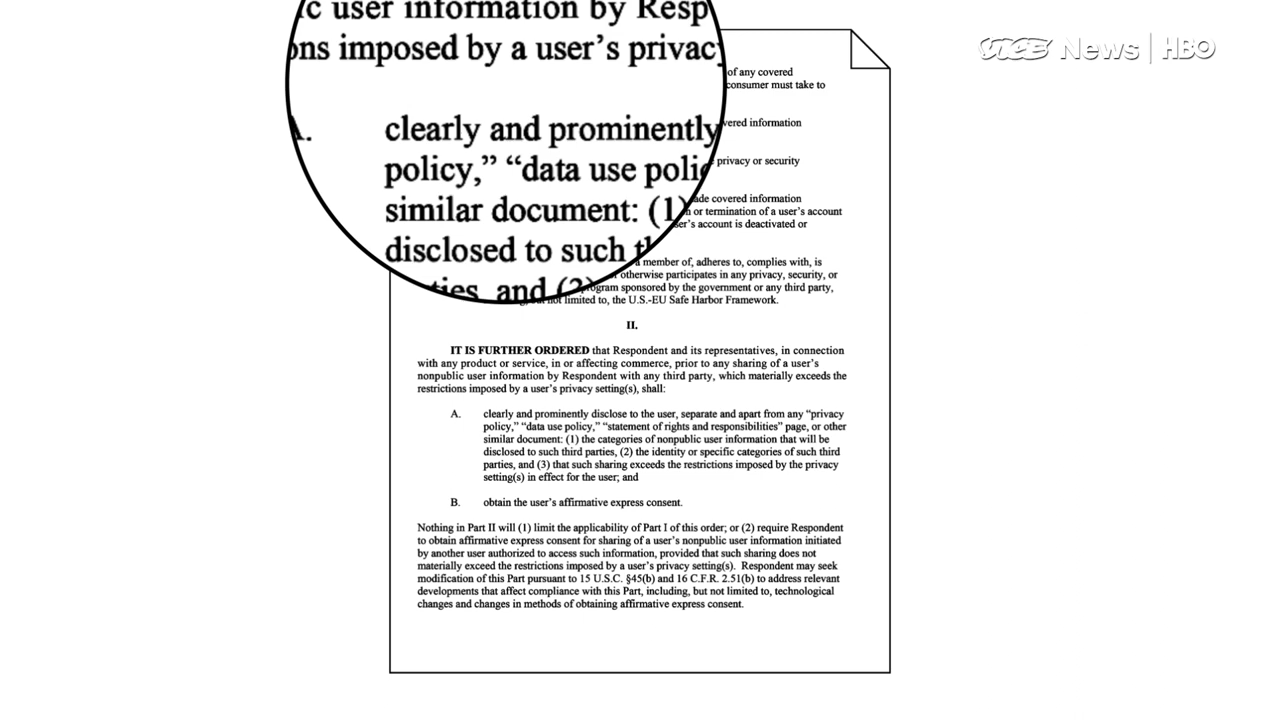 c user information by Resp
ons imposed by a user's privacy
A. clearly and prominently
policy,” “data use polic
similar document: (1)
disclosed to such th
ties, and (2)
VICE News | HBO
of any covered
consumer must take to
vered information
privacy or security
ade covered information
n or termination of a user's account
ser's account is deactivated or
a member of, adheres to, complies with, is
otherwise participates in any privacy, security, or
rogram sponsored by the government or any third party,
not limited to, the U.S.-EU Safe Harbor Framework.
II.
IT IS FURTHER ORDERED that Respondent and its representatives, in connection
with any product or service, in or affecting commerce, prior to any sharing of a user's
nonpublic user information by Respondent with any third party, which materially exceeds the
restrictions imposed by a user's privacy setting(s), shall:
A. clearly and prominently disclose to the user, separate and apart from any “privacy
policy,” “data use policy,” “statement of rights and responsibilities” page, or other
similar document: (1) the categories of nonpublic user information that will be
disclosed to such third parties, (2) the identity or specific categories of such third
parties, and (3) that such sharing exceeds the restrictions imposed by the privacy
setting(s) in effect for the user; and
B. obtain the user's affirmative express consent.
Nothing in Part II will (1) limit the applicability of Part I of this order; or (2) require Respondent
to obtain affirmative express consent for sharing of a user's nonpublic user information initiated
by another user authorized to access such information, provided that such sharing does not
materially exceed the restrictions imposed by a user's privacy setting(s). Respondent may seek
modification of this Part pursuant to 15 U.S.C. §45(b) and 16 C.F.R. 2.51(b) to address relevant
developments that affect compliance with this Part, including, but not limited to, technological
changes and changes in methods of obtaining affirmative express consent.